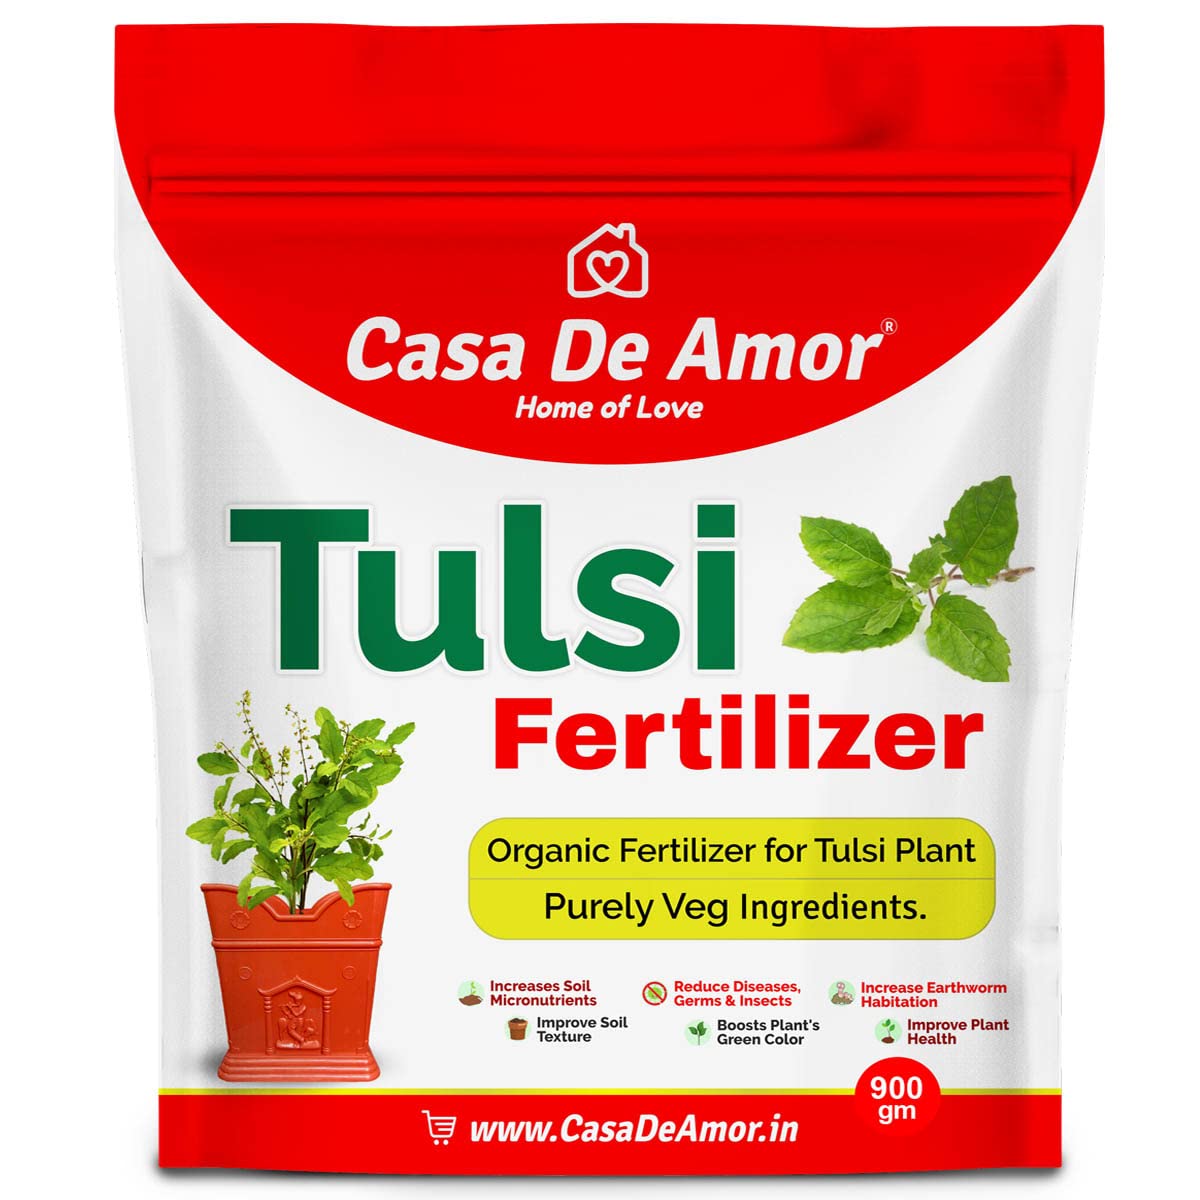 Casa De Amor®
Home of Love
Tulsi
Fertilizer
Organic Fertilizer for Tulsi Plant
Purely Veg Ingredients.
Increases Soil
Micronutrients
Reduce Diseases,
Germs & Insects
Increase Earthworm
Habitation
Improve Soil
Texture
Boosts Plant's
Green Color
Improve Plant
Health
900
gm
www.CasaDeAmor.in